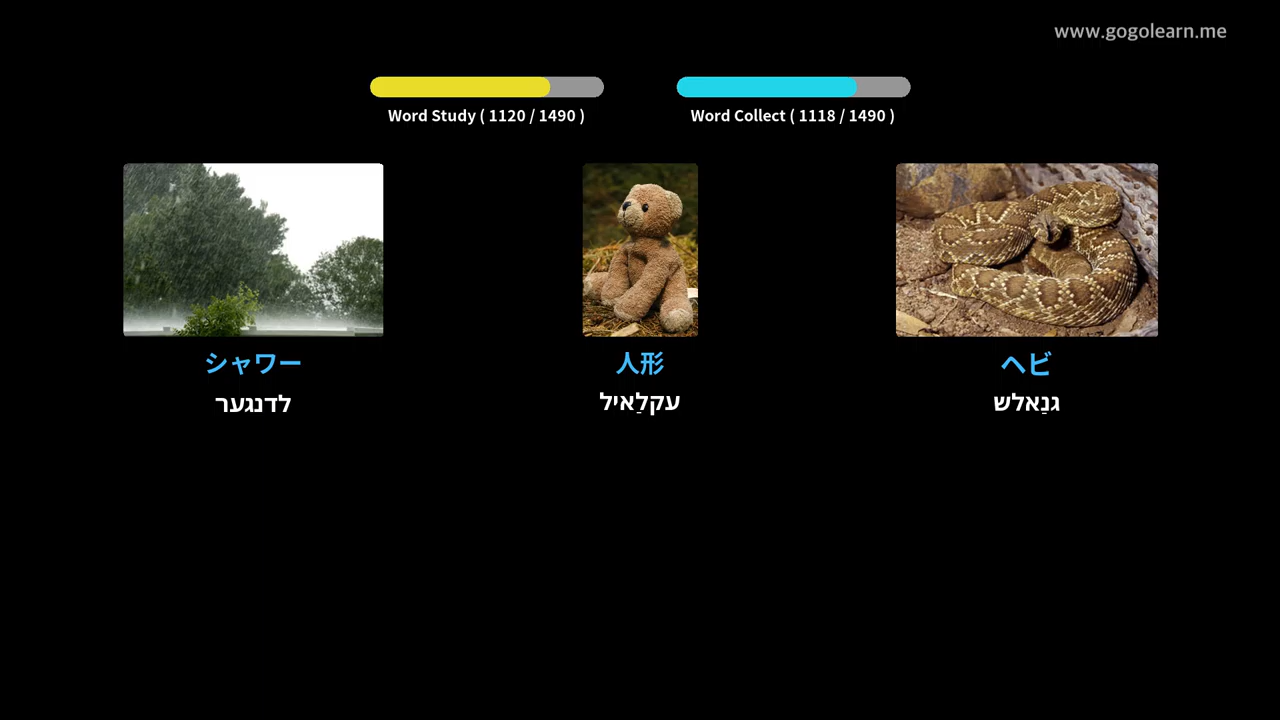 www.gogolearn.me
Word Study ( 1120 / 1490 )
Word Collect ( 1118 / 1490 )
シャワー
人形
ヘビ
לדנגער
עקלַאיל
גנַאלש